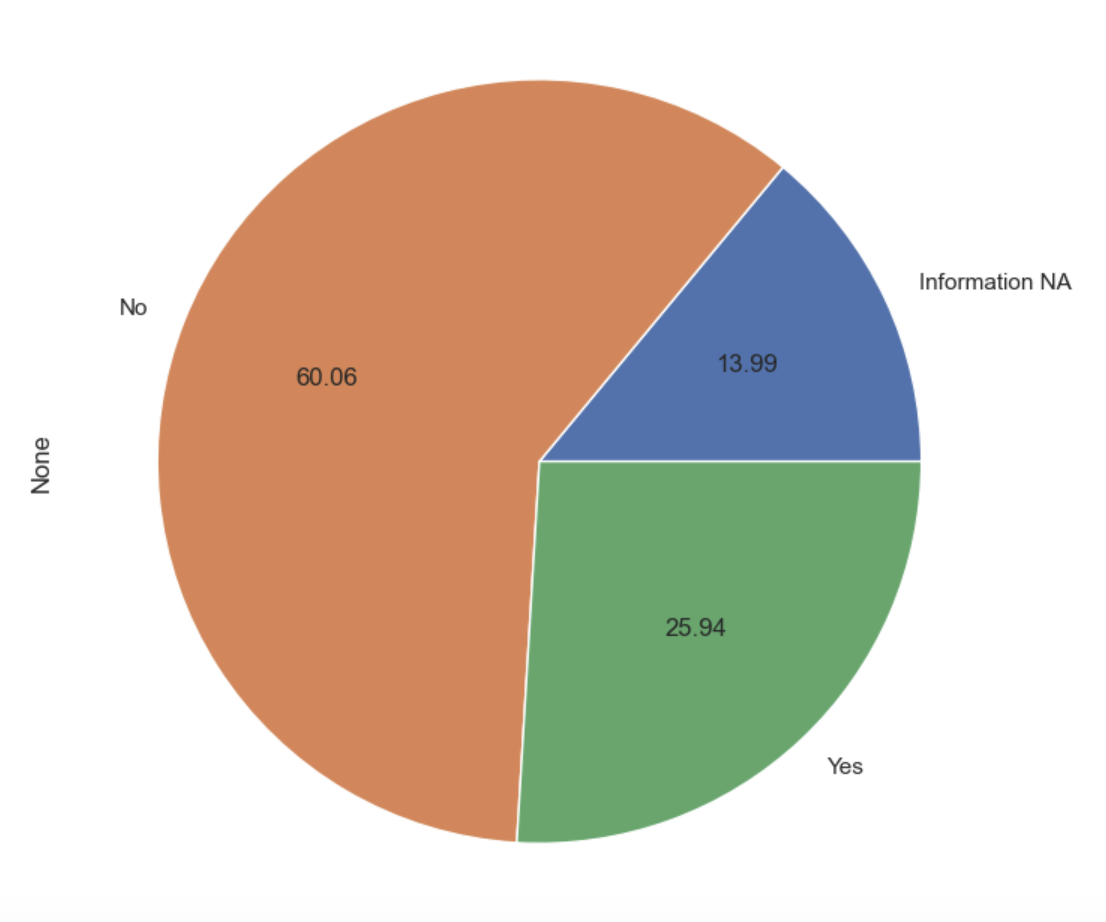 Information NA
No
13.99
60.06
None
25.94
Yes